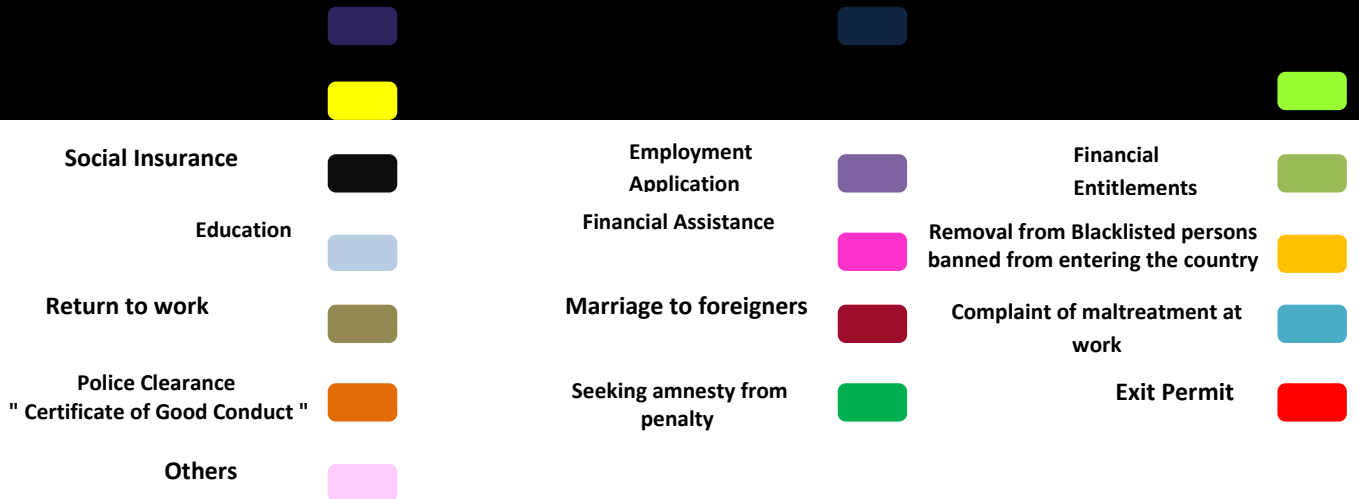 Social Insurance
Employment
Application
Financial
Entitlements
Education
Financial Assistance
Removal from Blacklisted persons
banned from entering the country
Return to work
Marriage to foreigners
Complaint of maltreatment at
work
Police Clearance
" Certificate of Good Conduct "
Seeking amnesty from
penalty
Exit Permit
Others